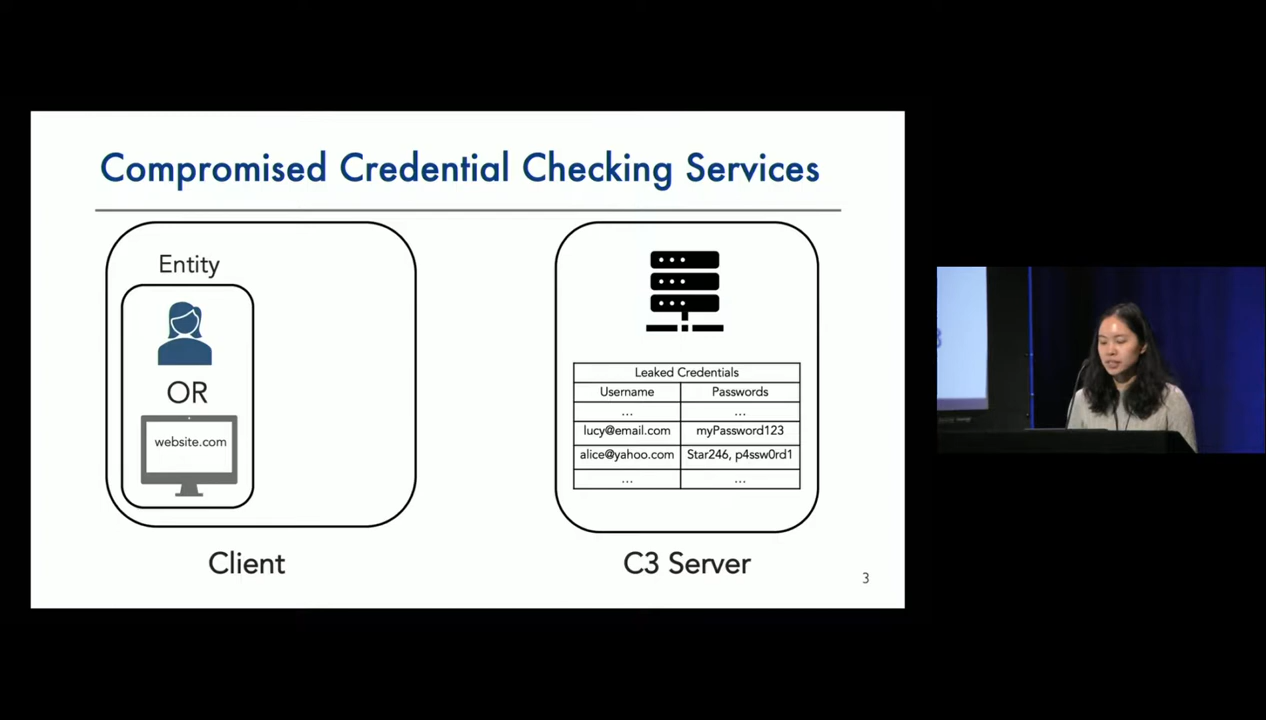 Compromised Credential Checking Services
Entity
OR
website.com
Client
Leaked Credentials
Username Passwords
... ...
lucy@email.com myPassword123
alice@yahoo.com Star246, p4ssw0rd1
... ...
C3 Server
3